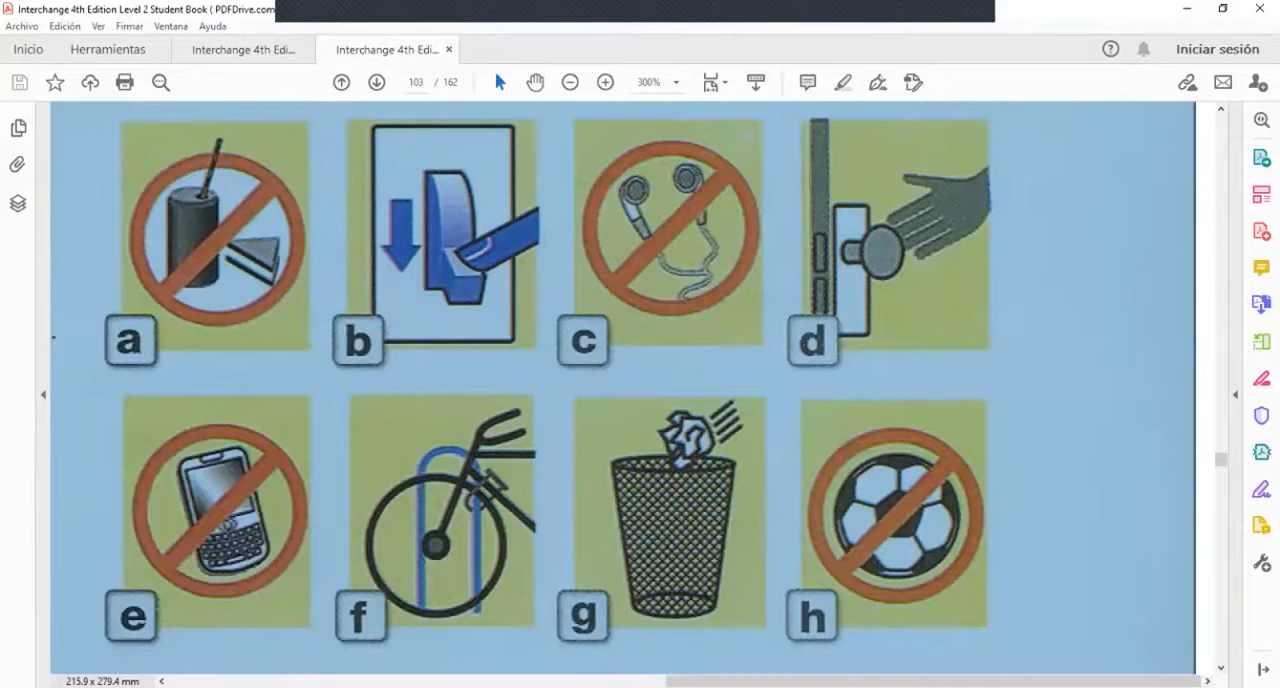 Interchange 4th Edition Level 2 Student Book ( PDFDrive.com
Archivo Edición Ver Firmar Ventana Ayuda
Inicio Herramientas Interchange 4th Edi... Interchange 4th Edi... ×
Iniciar sesión
103 / 162 300%
a b c d
e f g h
215.9 x 279.4 mm